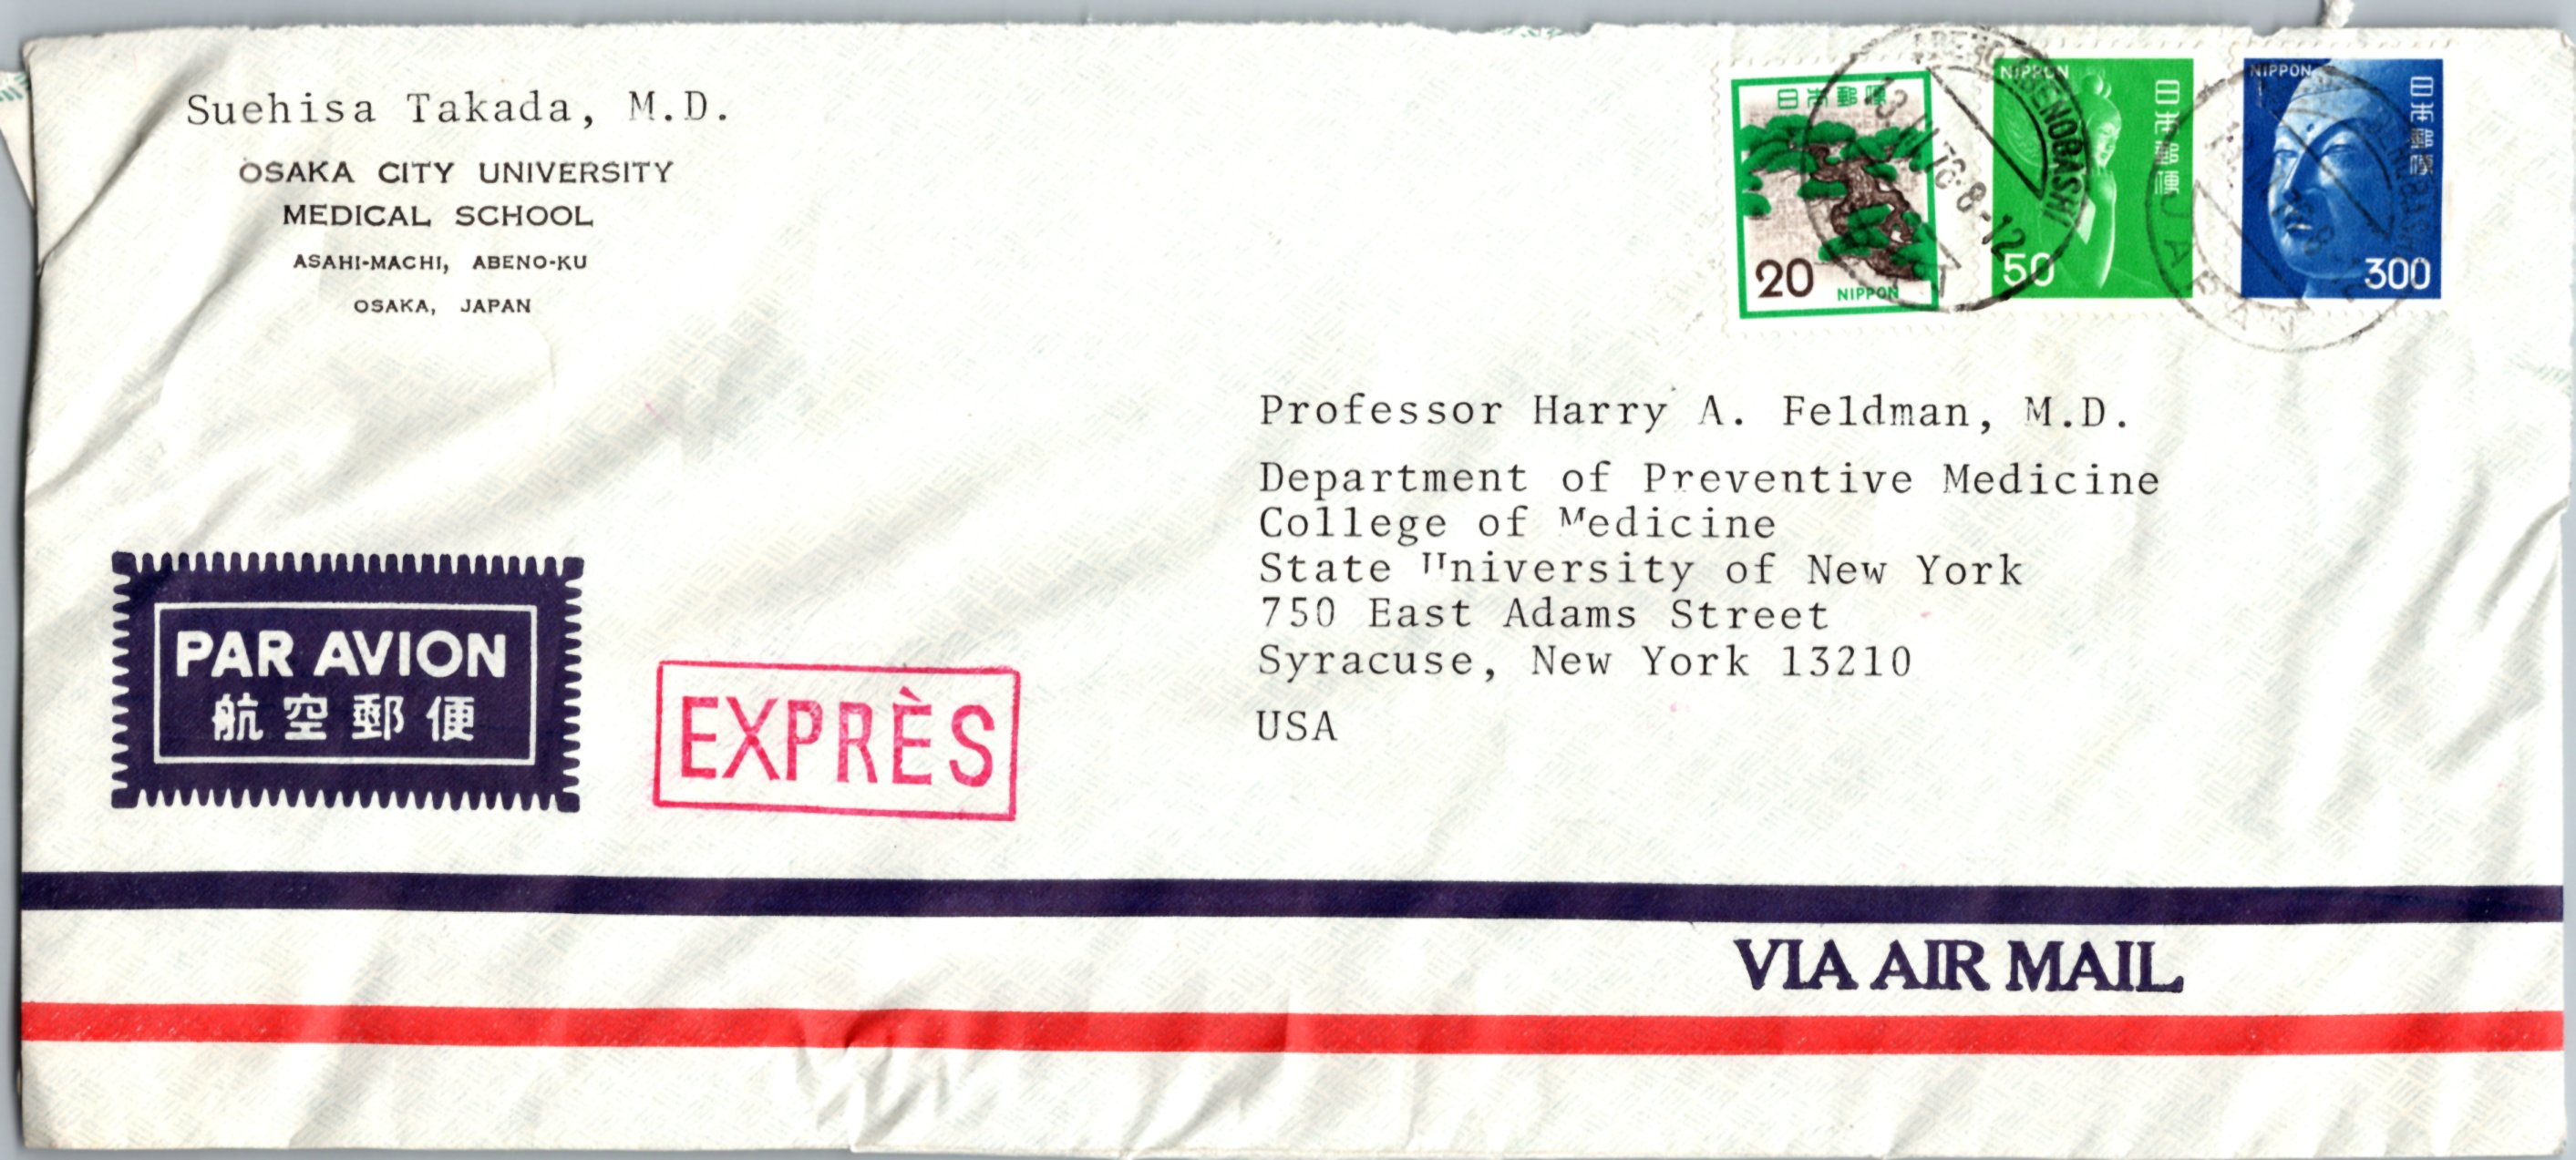 Suehisa Takada, M.D.
OSAKA CITY UNIVERSITY
MEDICAL SCHOOL
ASAHI-MACHI, ABENO-KU
OSAKA, JAPAN
日本郵便
20
NIPPON
NIPPON
日本郵便
50
NIPPON
日本郵便
300
ABENOBASHI
JAPAN
Professor Harry A. Feldman, M.D.
Department of Preventive Medicine
College of Medicine
State University of New York
750 East Adams Street
Syracuse, New York 13210
USA
PAR AVION
航空郵便
EXPRÈS
VIA AIR MAIL